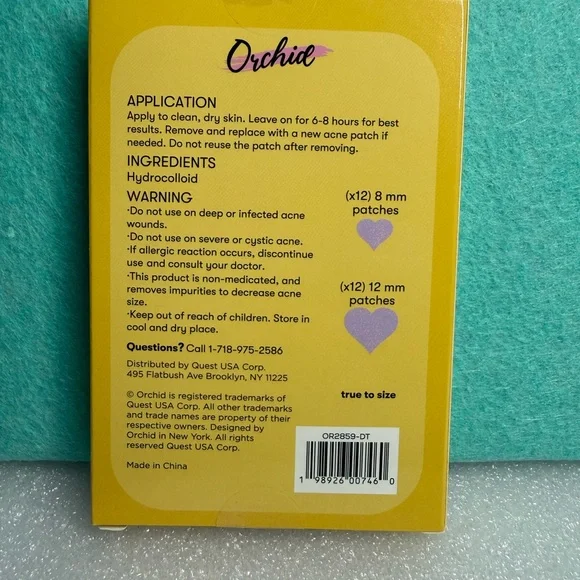 Orchid
APPLICATION
Apply to clean, dry skin. Leave on for 6-8 hours for best
results. Remove and replace with a new acne patch if
needed. Do not reuse the patch after removing.
INGREDIENTS
Hydrocolloid
WARNING
·Do not use on deep or infected acne
wounds.
·Do not use on severe or cystic acne.
·If allergic reaction occurs, discontinue
use and consult your doctor.
·This product is non-medicated, and
removes impurities to decrease acne
size.
·Keep out of reach of children. Store in
cool and dry place.
(x12) 8 mm
patches
(x12) 12 mm
patches
true to size
Questions? Call 1-718-975-2586
Distributed by Quest USA Corp.
495 Flatbush Ave Brooklyn, NY 11225
© Orchid is registered trademarks of
Quest USA Corp. All other trademarks
and trade names are property of their
respective owners. Designed by
Orchid in New York. All rights
reserved Quest USA Corp.
Made in China
OR2859-DT
1 98926 00746 0